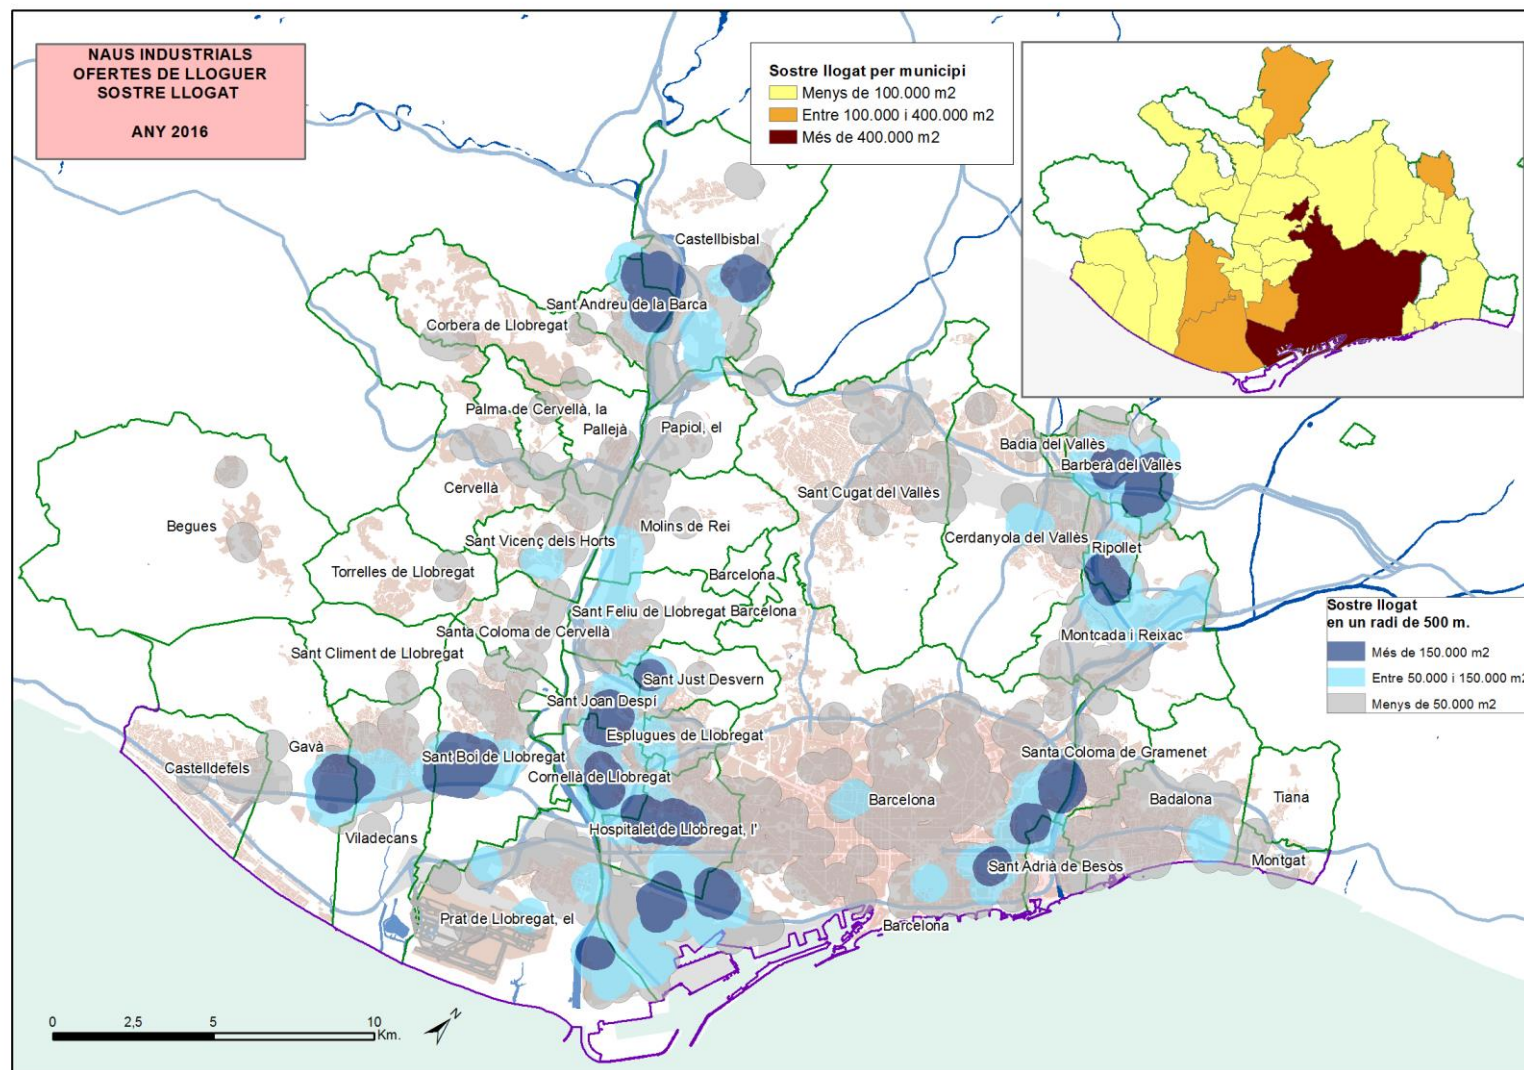 NAUS INDUSTRIALS
OFERTES DE LLOGUER
SOSTRE LLOGAT
ANY 2016
Sostre llogat per municipi
Menys de 100.000 m2
Entre 100.000 i 400.000 m2
Més de 400.000 m2
Castellbisbal
Sant Andreu de la Barca
Corbera de Llobregat
Palma de Cervellà, la
Pallejà
Papiol, el
Badia del Vallès
Barberà del Vallès
Cervellà
Sant Cugat del Vallès
Begues
Molins de Rei
Sant Vicenç dels Horts
Cerdanyola del Vallès
Ripollet
Torrelles de Llobregat
Barcelona
Sant Feliu de Llobregat
Barcelona
Santa Coloma de Cervellà
Montcada i Reixac
Sostre llogat
en un radi de 500 m.
Més de 150.000 m2
Entre 50.000 i 150.000 m2
Menys de 50.000 m2
Sant Climent de Llobregat
Sant Just Desvern
Sant Joan Despí
Esplugues de Llobregat
Gavà
Sant Boi de Llobregat
Santa Coloma de Gramenet
Castelldefels
Cornellà de Llobregat
Barcelona
Badalona
Tiana
Viladecans
Hospitalet de Llobregat, l'
Sant Adrià de Besòs
Montgat
Prat de Llobregat, el
Barcelona
0 2,5 5 10
Km.
N